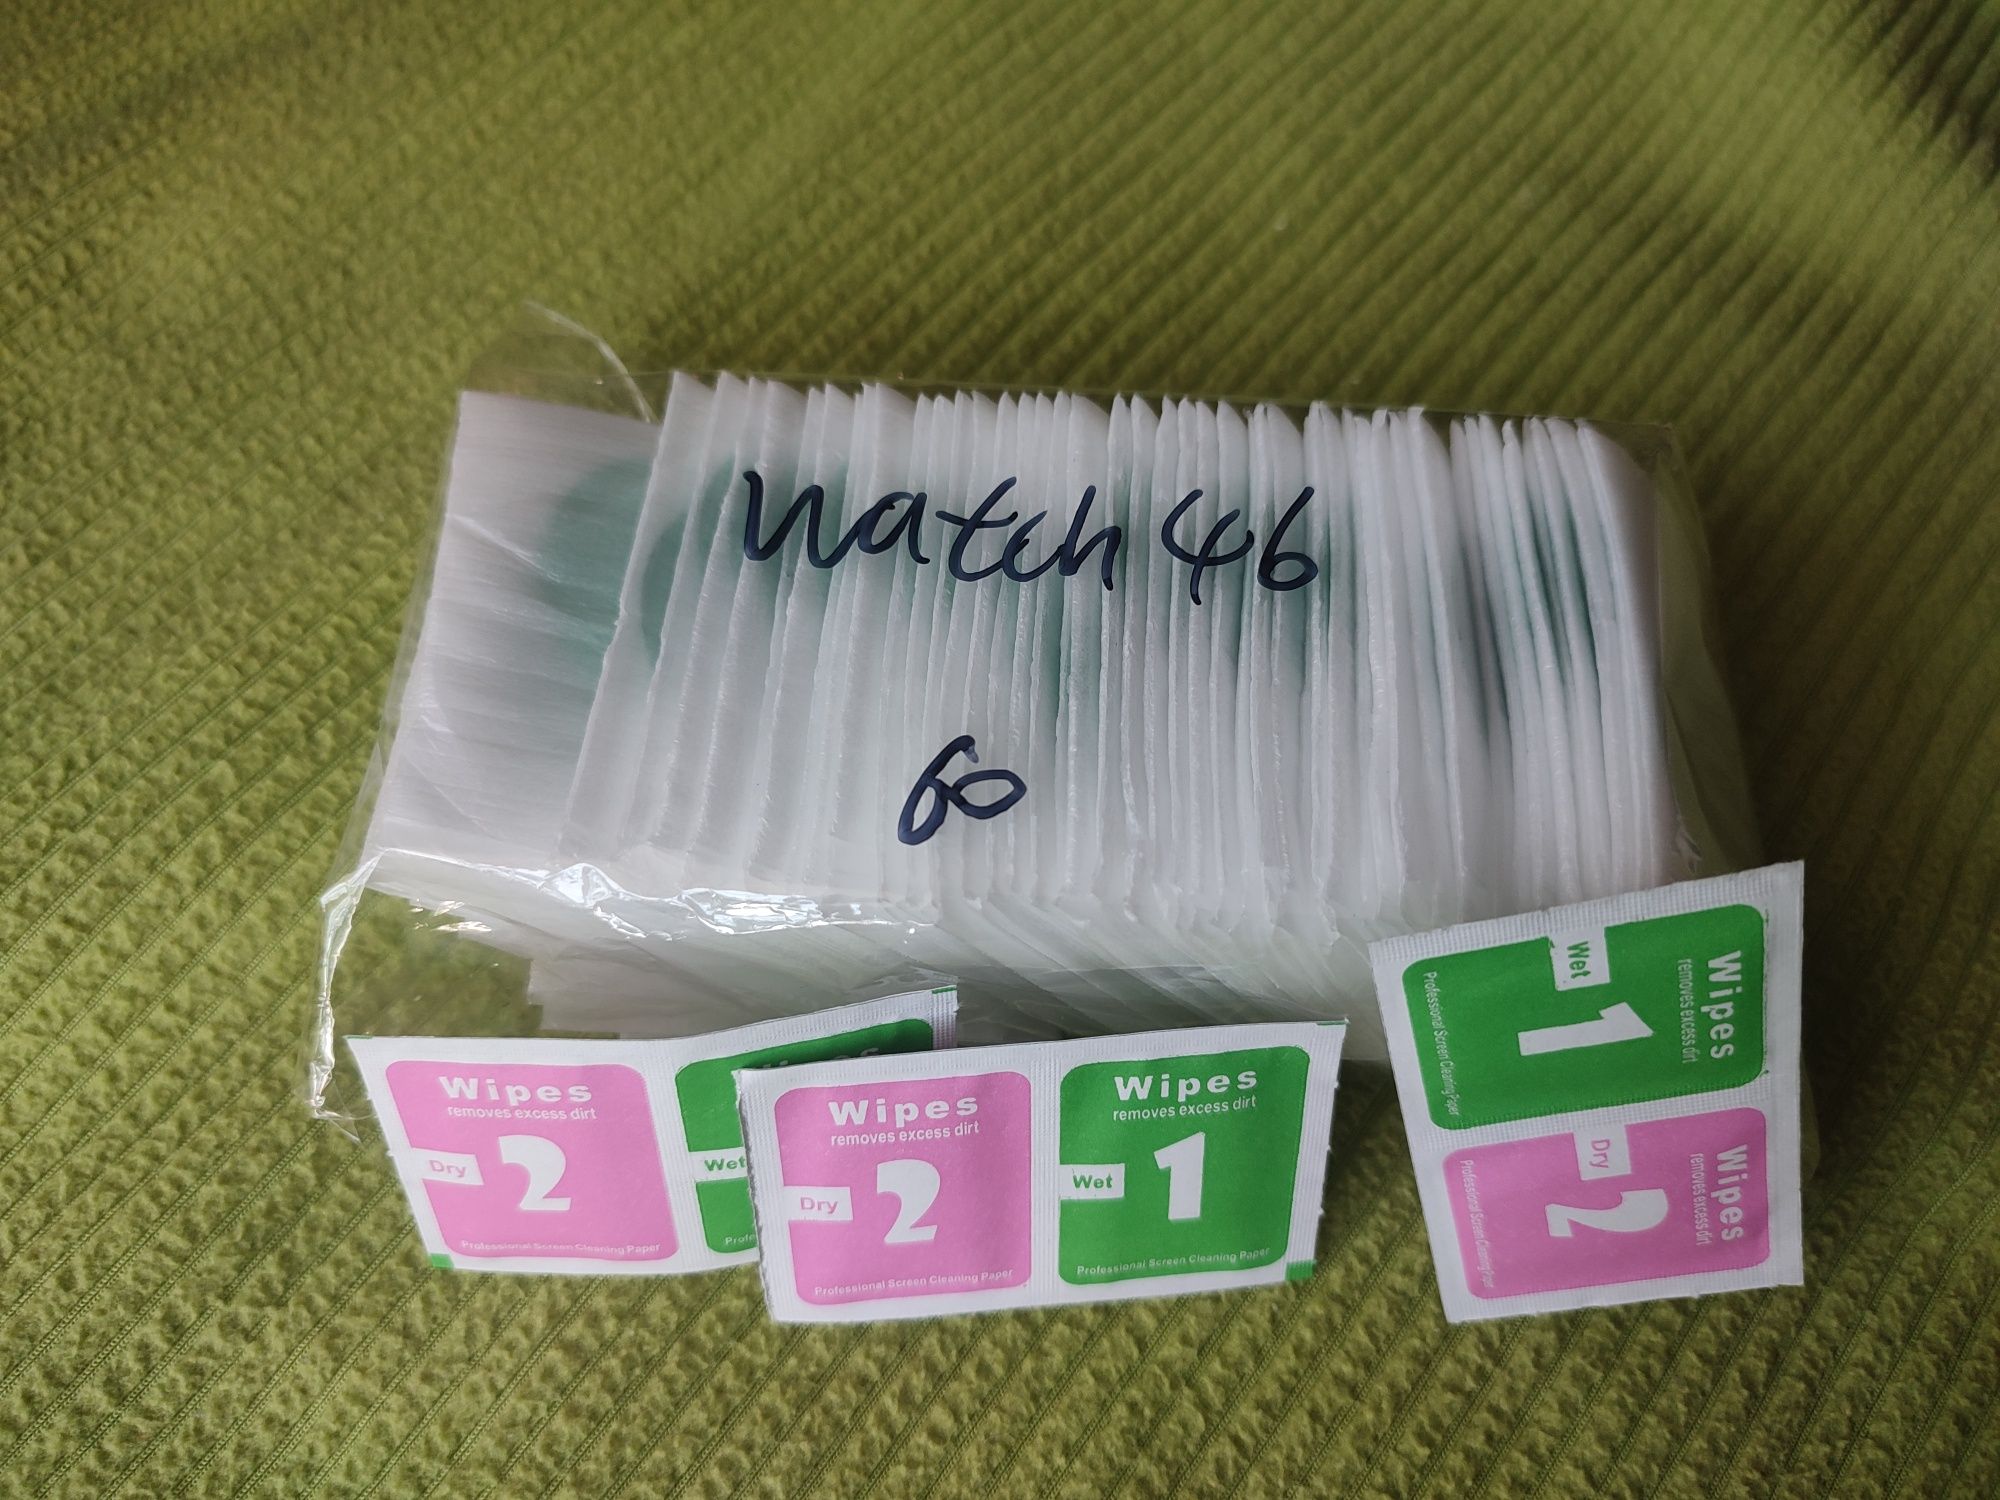 Watch 46
60
Wipes
removes excess dirt
Dry
2
Professional Screen Cleaning Paper
Wet
Wipes
removes excess dirt
Dry
2
Professional Screen Cleaning Paper
Wipes
removes excess dirt
Wet
1
Professional Screen Cleaning Paper
Wipes
removes excess dirt
Wet
1
Professional Screen Cleaning Paper
Wipes
removes excess dirt
Dry
2
Professional Screen Cleaning Paper